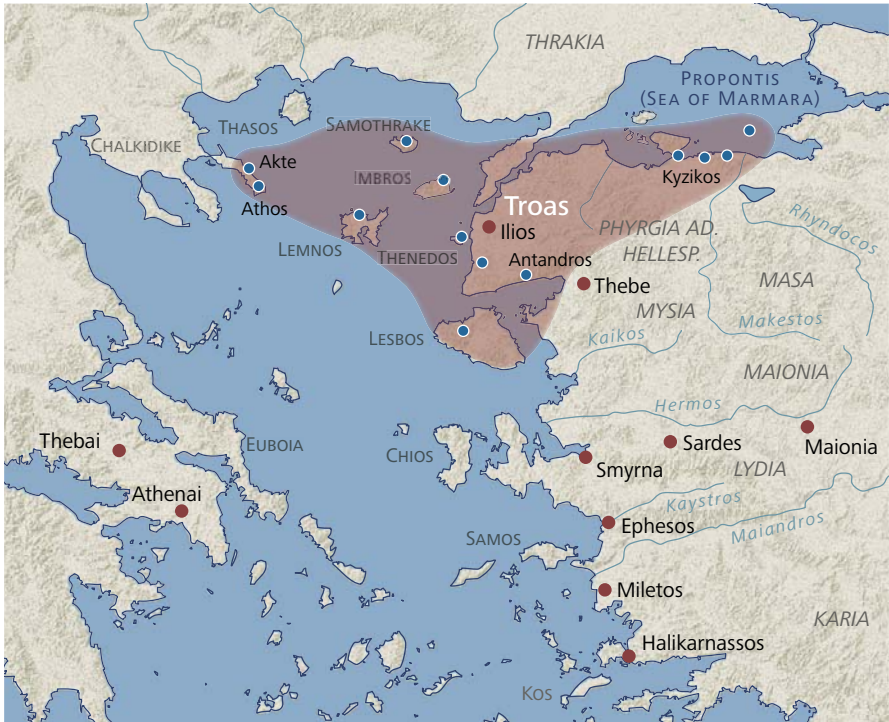 THRAKIA
PROPONTIS
(SEA OF MARMARA)
THASOS
SAMOTHRAKE
CHALKIDIKE
Akte
IMBROS
Kyzikos
Athos
Troas
Ilios
PHYRGIA AD.
HELLESP.
Rhyndocos
LEMNOS
THENEDOS
Antandros
Thebe
MASA
MYSIA
LESBOS
Kaikos
Makestos
MAIONIA
Hermos
Thebai
EUBOIA
CHIOS
Smyrna
Sardes
Maionia
LYDIA
Athenai
Kaystros
Ephesos
Maiandros
SAMOS
Miletos
KARIA
Halikarnassos
KOS